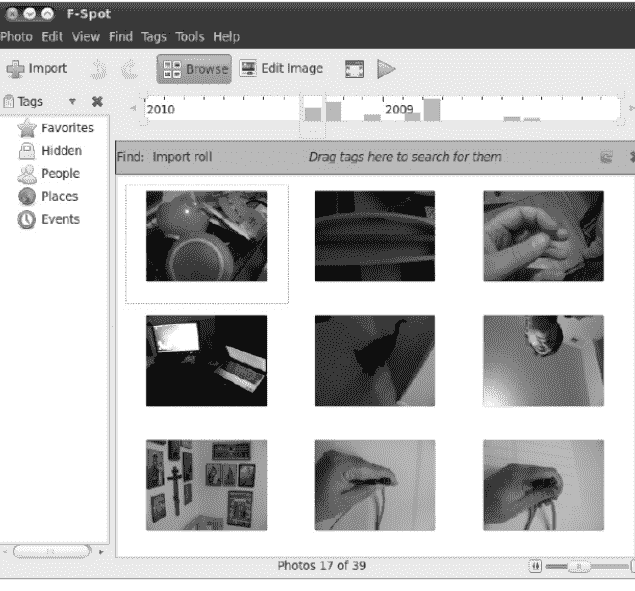 F-Spot
Photo Edit View Find Tags Tools Help
Import Browse Edit Image
Tags
2010 2009
Favorites
Hidden
People
Places
Events
Find: Import roll Drag tags here to search for them
Photos 17 of 39